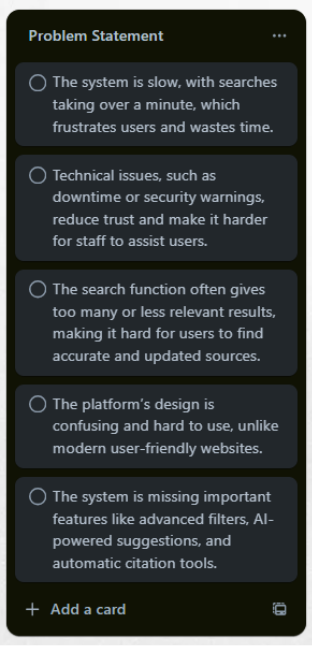 Problem Statement
The system is slow, with searches
taking over a minute, which
frustrates users and wastes time.
Technical issues, such as
downtime or security warnings,
reduce trust and make it harder
for staff to assist users.
The search function often gives
too many or less relevant results,
making it hard for users to find
accurate and updated sources.
The platform's design is
confusing and hard to use, unlike
modern user-friendly websites.
The system is missing important
features like advanced filters, AI-
powered suggestions, and
automatic citation tools.
Add a card